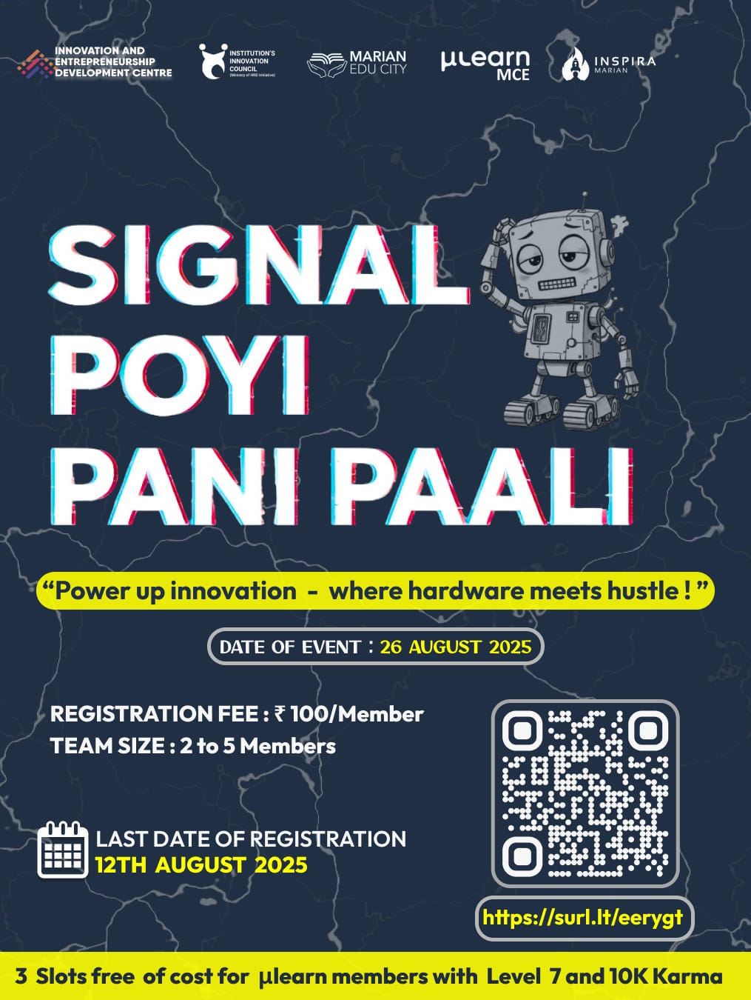 INNOVATION AND
ENTREPRENEURSHIP
DEVELOPMENT CENTRE
INSTITUTION'S
INNOVATION
COUNCIL
(Ministry of HRD Initiative)
MARIAN
EDU CITY
µLearn
MCE
INSPIRA
MARIAN
SIGNAL
POYI
PANI PAALI
“Power up innovation - where hardware meets hustle ! ”
DATE OF EVENT : 26 AUGUST 2025
REGISTRATION FEE : ₹ 100/Member
TEAM SIZE : 2 to 5 Members
LAST DATE OF REGISTRATION
12TH AUGUST 2025
https://surl.lt/eerygt
3 Slots free of cost for µlearn members with Level 7 and 10K Karma